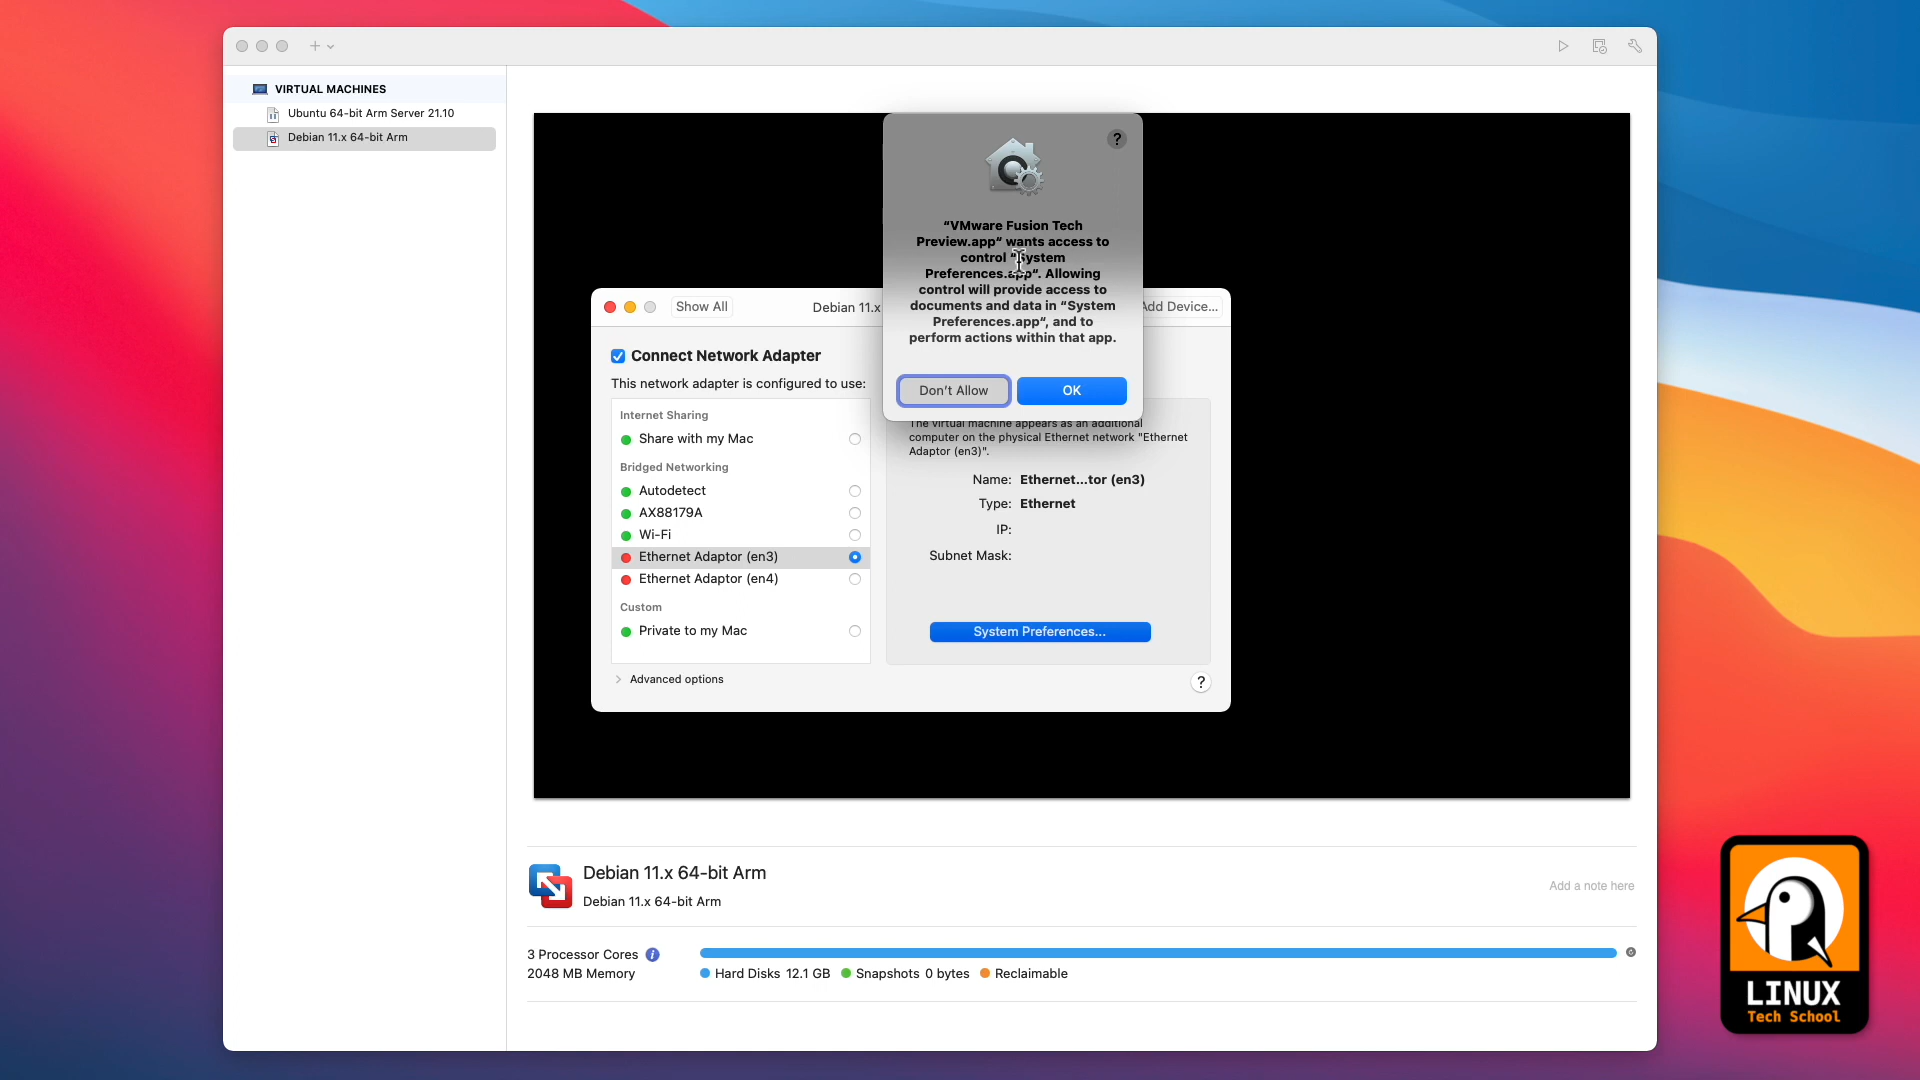 VIRTUAL MACHINES
Ubuntu 64-bit Arm Server 21.10
Debian 11.x 64-bit Arm
?
“VMware Fusion Tech
Preview.app“ wants access to
control “System
Preferences.app“. Allowing
control will provide access to
documents and data in “System
Preferences.app“, and to
perform actions within that app.
Don't Allow
OK
Show All
Debian 11.x
Add Device...
Connect Network Adapter
This network adapter is configured to use:
Internet Sharing
Share with my Mac
Bridged Networking
Autodetect
AX88179A
Wi-Fi
Ethernet Adaptor (en3)
Ethernet Adaptor (en4)
Custom
Private to my Mac
The virtual machine appears as an additional
computer on the physical Ethernet network "Ethernet
Adaptor (en3)".
Name: Ethernet...tor (en3)
Type: Ethernet
IP:
Subnet Mask:
System Preferences...
Advanced options
?
Debian 11.x 64-bit Arm
Debian 11.x 64-bit Arm
Add a note here
3 Processor Cores
2048 MB Memory
Hard Disks 12.1 GB
Snapshots 0 bytes
Reclaimable
LINUX
Tech School